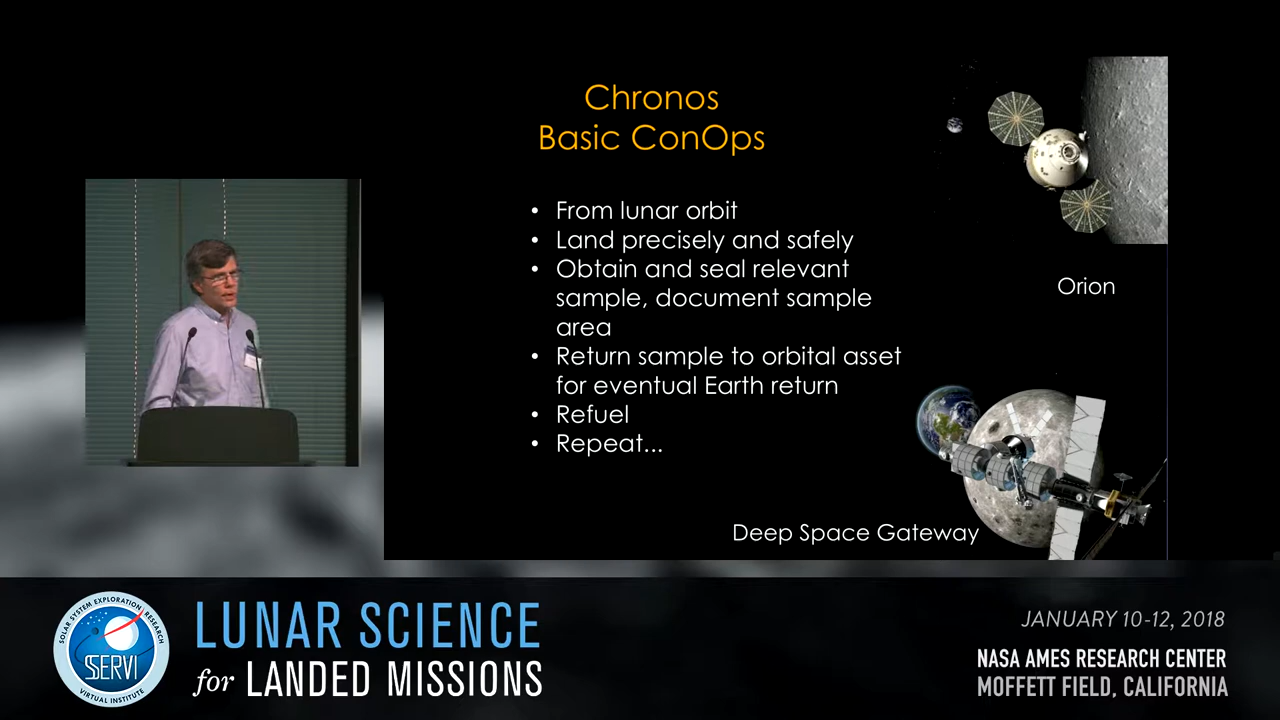 Chronos
Basic ConOps
• From lunar orbit
• Land precisely and safely
• Obtain and seal relevant
sample, document sample
area
• Return sample to orbital asset
for eventual Earth return
• Refuel
• Repeat...
Orion
Deep Space Gateway
SOLAR SYSTEM EXPLORATION RESEARCH
SSERVI
VIRTUAL INSTITUTE
LUNAR SCIENCE
for LANDED MISSIONS
JANUARY 10-12, 2018
NASA AMES RESEARCH CENTER
MOFFETT FIELD, CALIFORNIA